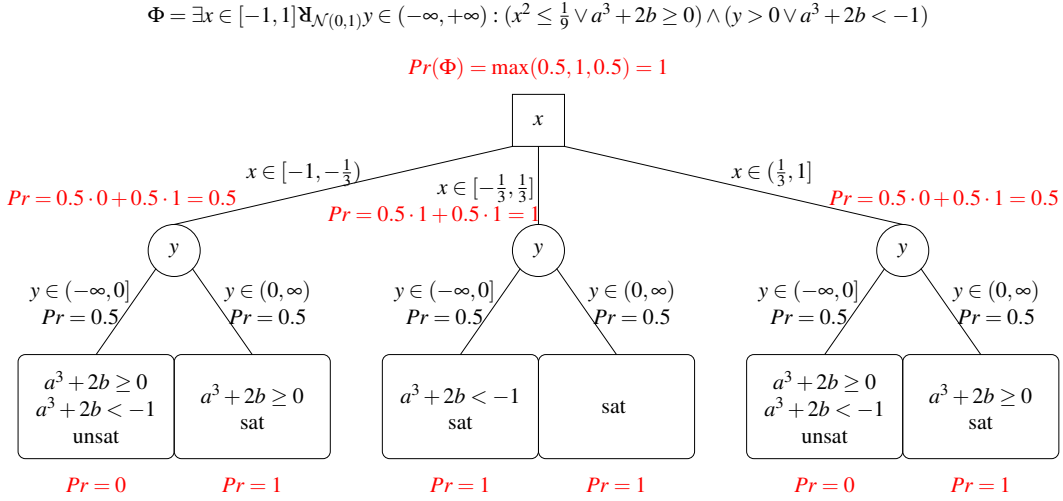 Φ = ∃x ∈ [−1, 1] ꓤ_{𝒩(0,1)} y ∈ (−∞, +∞) : (x² ≤ 1/9 ∨ a³ + 2b ≥ 0) ∧ (y > 0 ∨ a³ + 2b < −1)
Pr(Φ) = max(0.5, 1, 0.5) = 1
x
x ∈ [−1, −1/3)
x ∈ [−1/3, 1/3]
x ∈ (1/3, 1]
Pr = 0.5 · 0 + 0.5 · 1 = 0.5
Pr = 0.5 · 1 + 0.5 · 1 = 1
Pr = 0.5 · 0 + 0.5 · 1 = 0.5
y
y
y
y ∈ (−∞, 0]
Pr = 0.5
y ∈ (0, ∞)
Pr = 0.5
y ∈ (−∞, 0]
Pr = 0.5
y ∈ (0, ∞)
Pr = 0.5
y ∈ (−∞, 0]
Pr = 0.5
y ∈ (0, ∞)
Pr = 0.5
a³ + 2b ≥ 0
a³ + 2b < −1
unsat
a³ + 2b ≥ 0
sat
a³ + 2b < −1
sat
sat
a³ + 2b ≥ 0
a³ + 2b < −1
unsat
a³ + 2b ≥ 0
sat
Pr = 0
Pr = 1
Pr = 1
Pr = 1
Pr = 0
Pr = 1